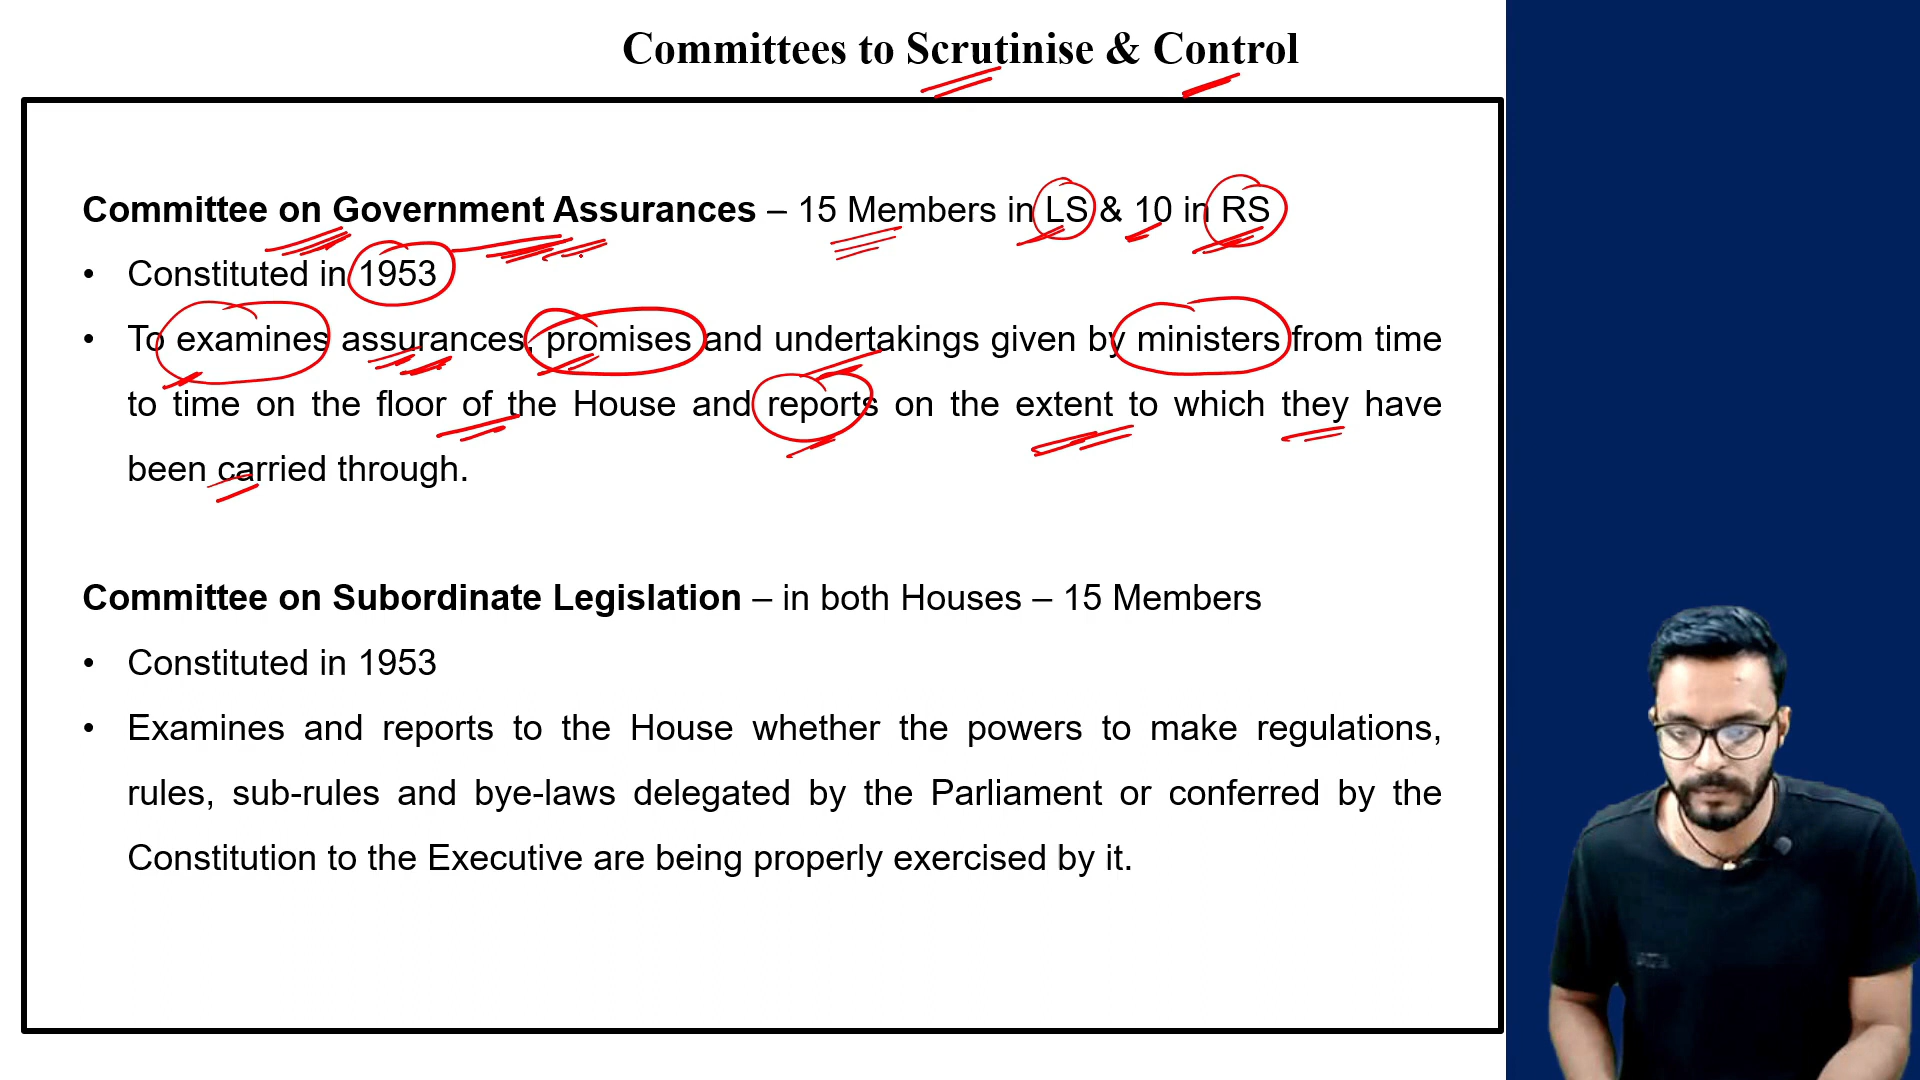 Committees to Scrutinise & Control
Committee on Government Assurances – 15 Members in LS & 10 in RS
• Constituted in 1953
• To examines assurances, promises and undertakings given by ministers from time
to time on the floor of the House and reports on the extent to which they have
been carried through.
Committee on Subordinate Legislation – in both Houses – 15 Members
• Constituted in 1953
• Examines and reports to the House whether the powers to make regulations,
rules, sub-rules and bye-laws delegated by the Parliament or conferred by the
Constitution to the Executive are being properly exercised by it.